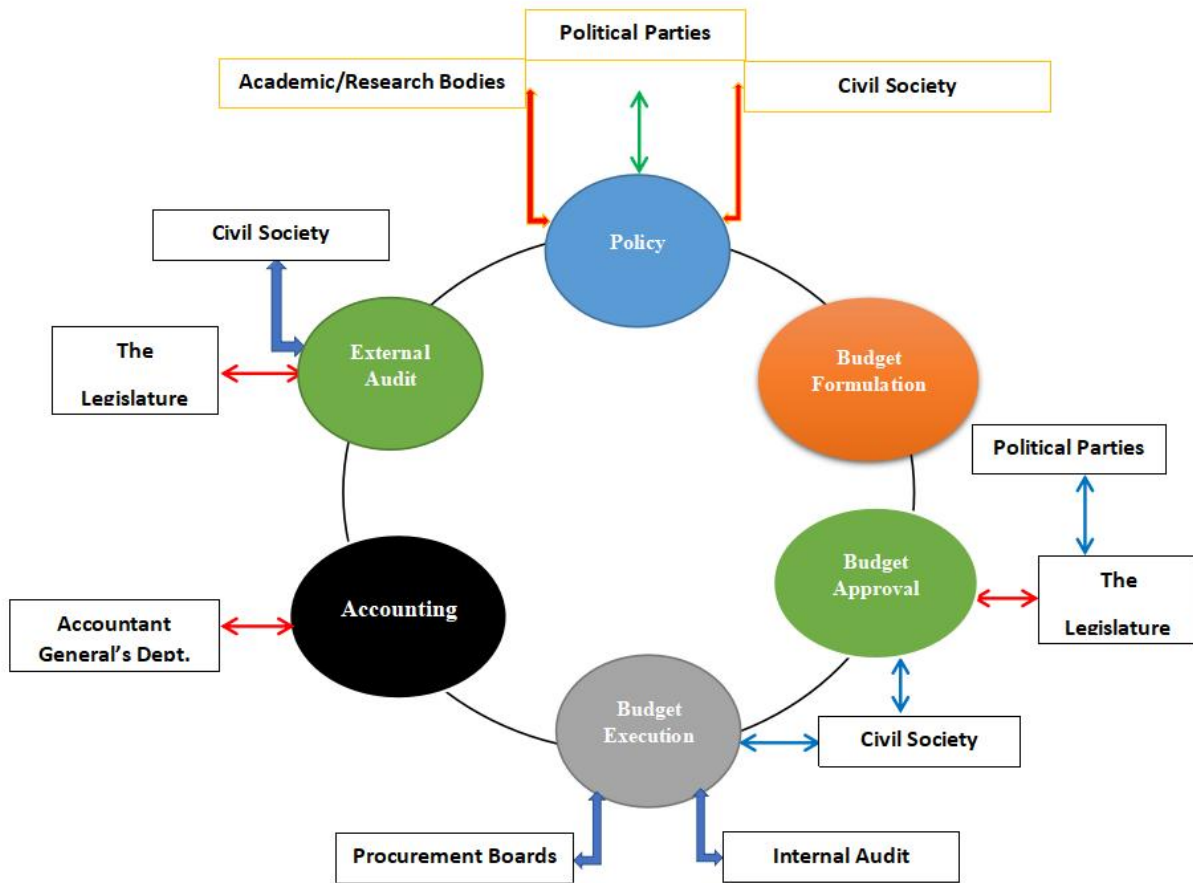 Political Parties
Academic/Research Bodies
Civil Society
Policy
Civil Society
The
Legislature
External
Audit
Budget
Formulation
Political Parties
Budget
Approval
The
Legislature
Accounting
Accountant
General's Dept.
Budget
Execution
Civil Society
Procurement Boards
Internal Audit